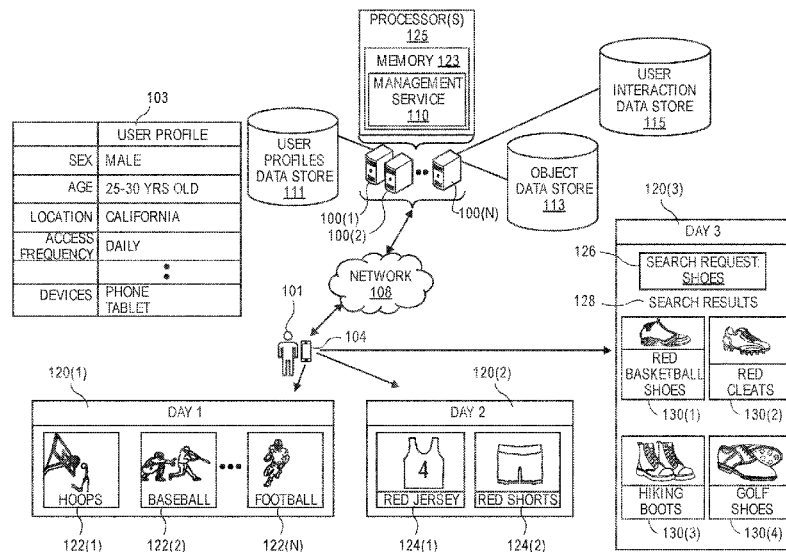 PROCESSOR(S)
125
MEMORY 123
MANAGEMENT
SERVICE
110
USER
INTERACTION
DATA STORE
115
103
USER PROFILE
SEX MALE
AGE 25-30 YRS OLD
LOCATION CALIFORNIA
ACCESS
FREQUENCY DAILY
DEVICES PHONE
TABLET
USER
PROFILES
DATA STORE
111
100(1)
100(2)
100(N)
OBJECT
DATA STORE
113
NETWORK
108
101
104
120(3)
DAY 3
126
SEARCH REQUEST:
SHOES
128
SEARCH RESULTS
RED
BASKETBALL
SHOES
130(1)
RED
CLEATS
130(2)
HIKING
BOOTS
130(3)
GOLF
SHOES
130(4)
120(1)
DAY 1
HOOPS
122(1)
BASEBALL
122(2)
FOOTBALL
122(N)
120(2)
DAY 2
4
RED JERSEY
124(1)
RED SHORTS
124(2)